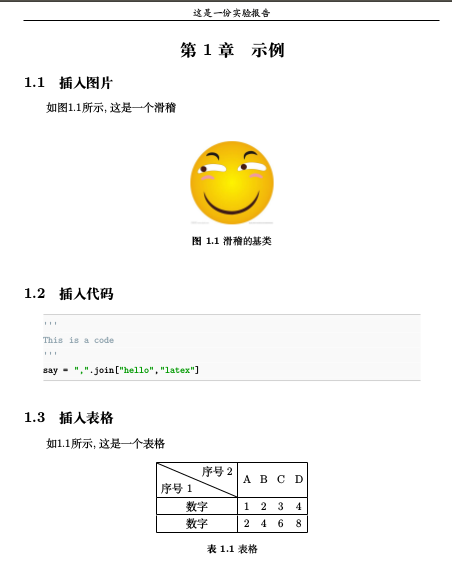 这是一份实验报告
第 1 章 示例
1.1 插入图片
如图1.1所示, 这是一个滑稽
图 1.1 滑稽的基类
1.2 插入代码
'''
This is a code
'''
say = ",".join["hello","latex"]
1.3 插入表格
如1.1所示, 这是一个表格
序号 2
序号 1
A B C D
数字 1 2 3 4
数字 2 4 6 8
表 1.1 表格